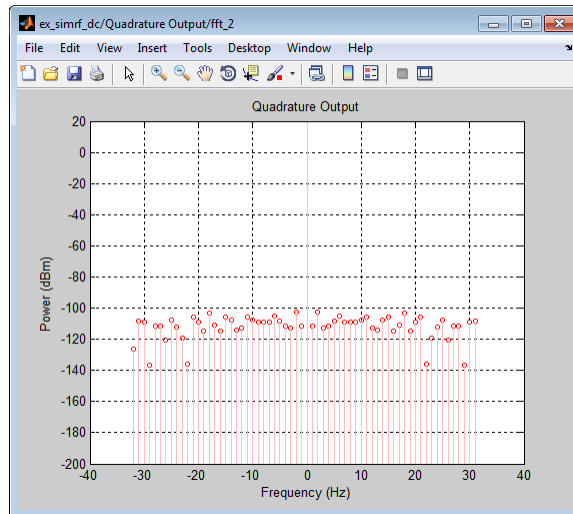 ex_simrf_dc/Quadrature Output/fft_2
File Edit View Insert Tools Desktop Window Help
Quadrature Output
20
0
-20
-40
-60
-80
-100
-120
-140
-160
-180
-200
Power (dBm)
-40 -30 -20 -10 0 10 20 30 40
Frequency (Hz)